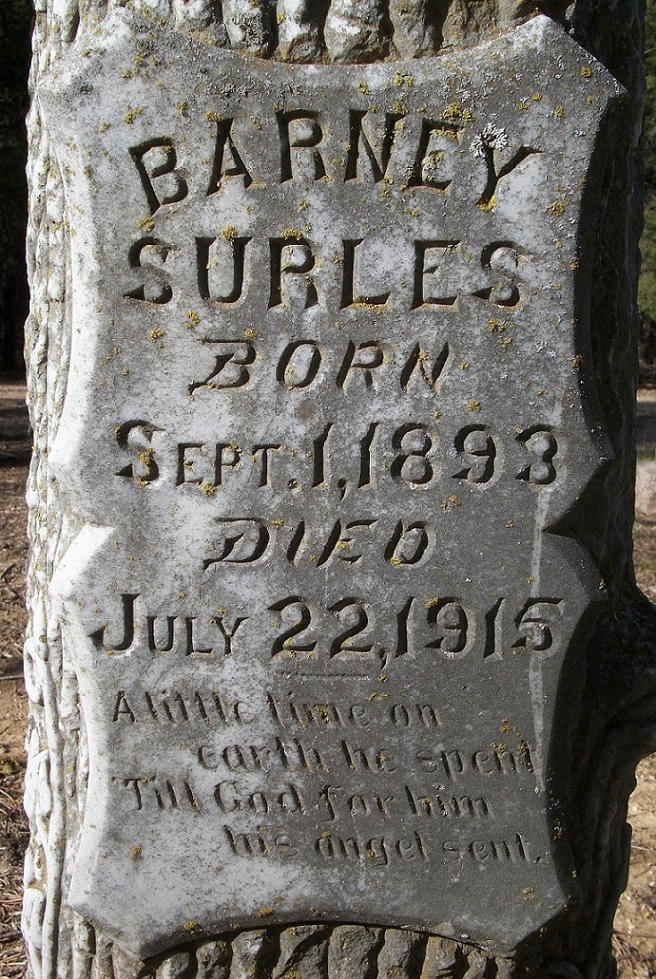 BARNEY
SURLES
BORN
SEPT. 1, 1893
DIED
JULY 22, 1915
A little time on
earth he spent
Till God for him
his angel sent.